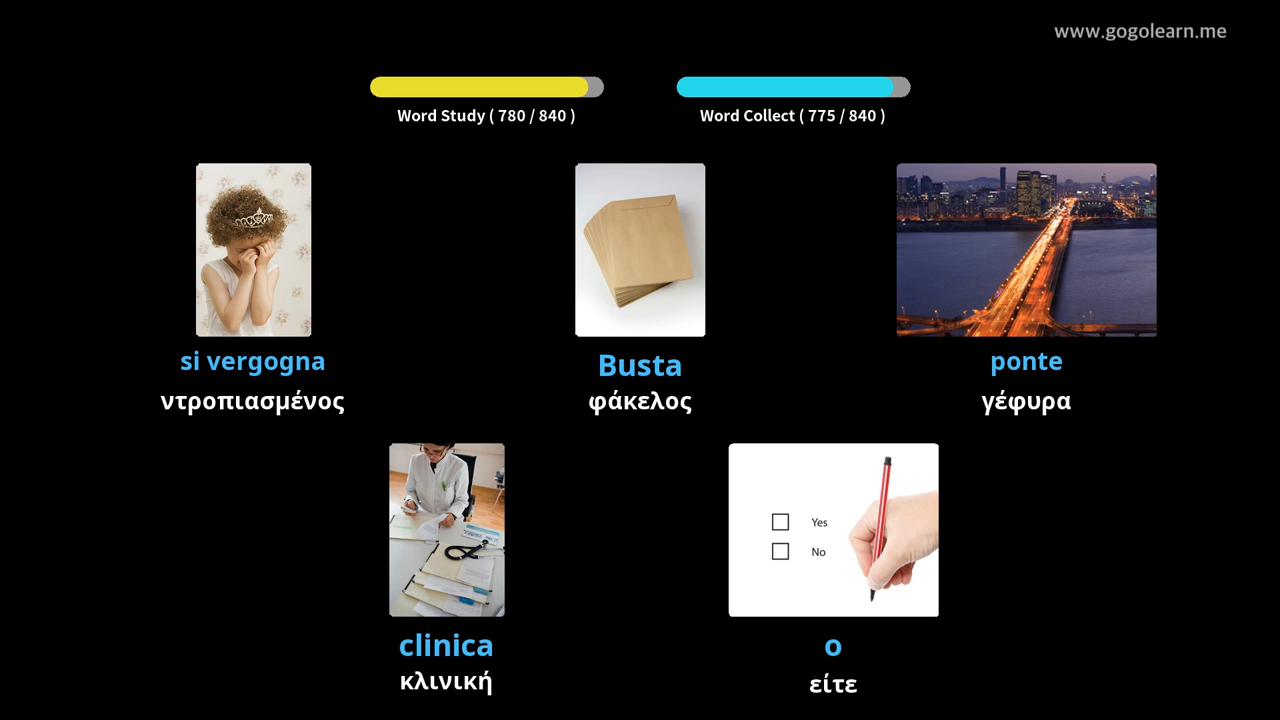 www.gogolearn.me
Word Study ( 780 / 840 )
Word Collect ( 775 / 840 )
si vergogna
ντροπιασμένος
Busta
φάκελος
ponte
γέφυρα
Yes
No
clinica
κλινική
o
είτε